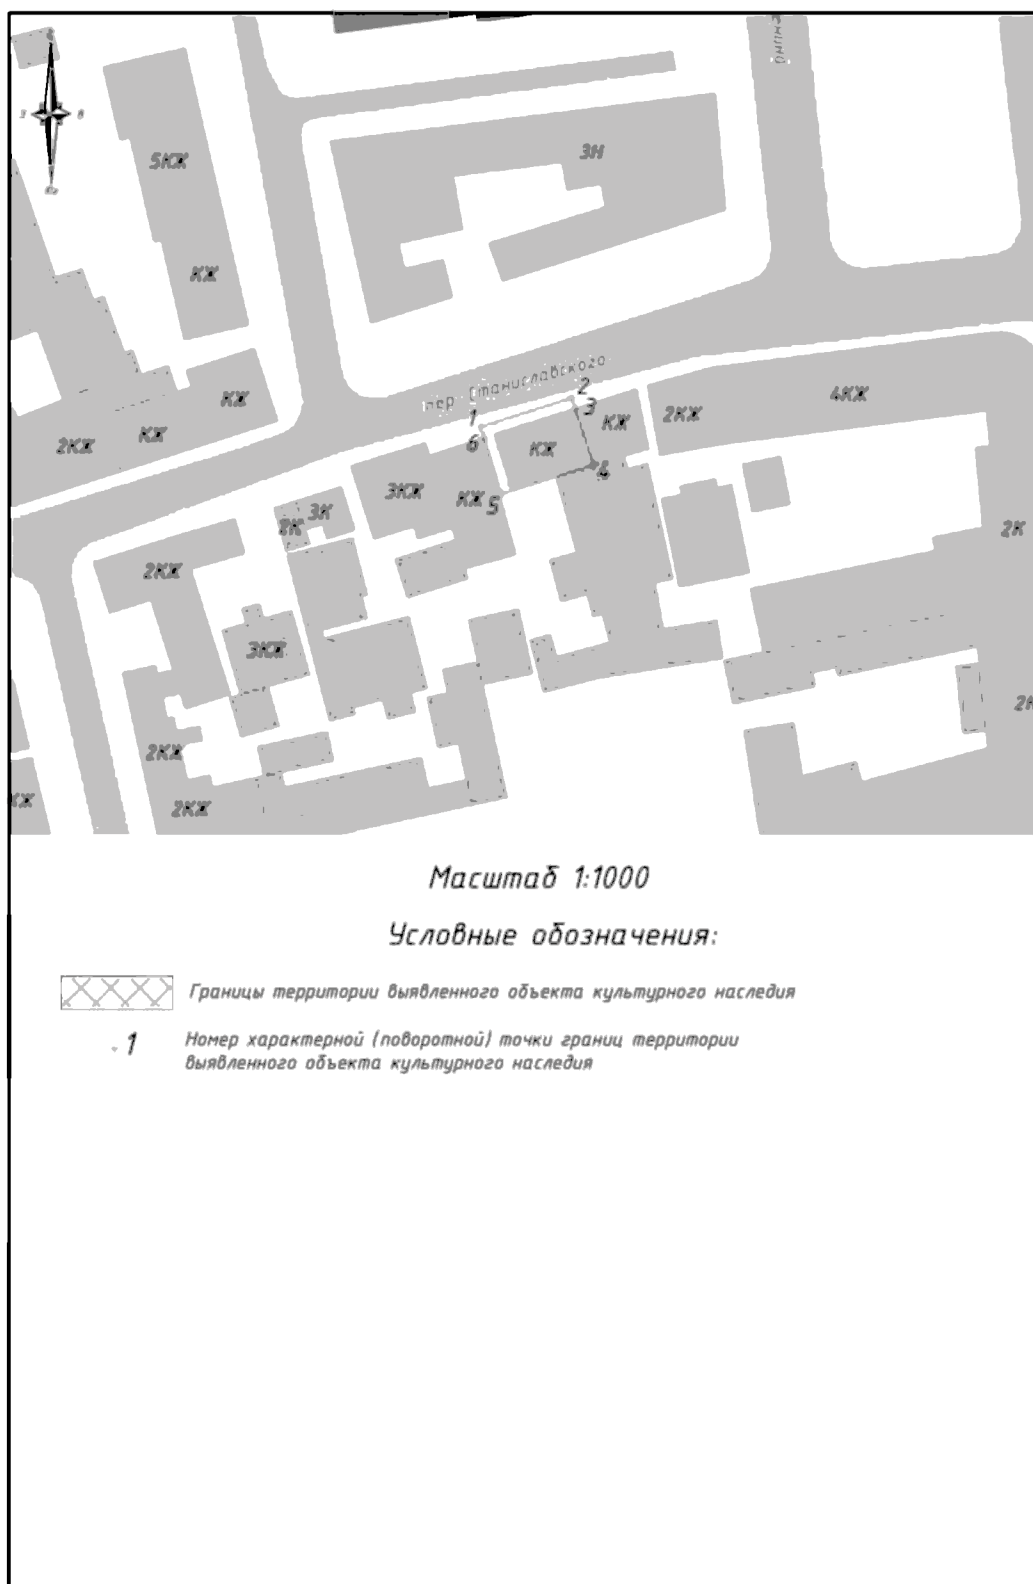 5КЖ
3Н
КЖ
пер. Станиславского
1
2
3
КЖ
КЖ
2КЖ
4КЖ
2КЖ
КЖ
6
КЖ
4
3КЖ
КЖ
5
3К
2К
2КЖ
3КЖ
2КЖ
2КЖ
Масштаб 1:1000
Условные обозначения:
Границы территории выявленного объекта культурного наследия
1
Номер характерной (поворотной) точки границ территории
выявленного объекта культурного наследия